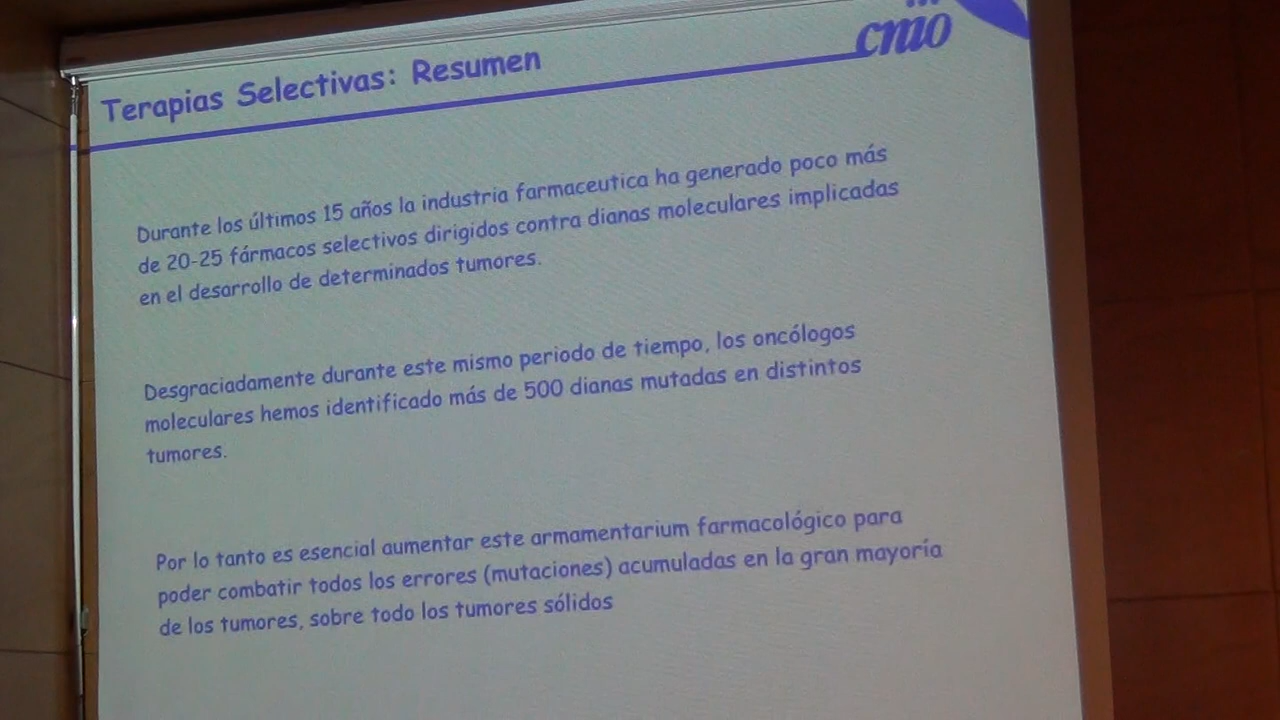 cnio
Terapias Selectivas: Resumen
Durante los últimos 15 años la industria farmaceutica ha generado poco más
de 20-25 fármacos selectivos dirigidos contra dianas moleculares implicadas
en el desarrollo de determinados tumores.
Desgraciadamente durante este mismo periodo de tiempo, los oncólogos
moleculares hemos identificado más de 500 dianas mutadas en distintos
tumores.
Por lo tanto es esencial aumentar este armamentarium farmacológico para
poder combatir todos los errores (mutaciones) acumuladas en la gran mayoría
de los tumores, sobre todo los tumores sólidos